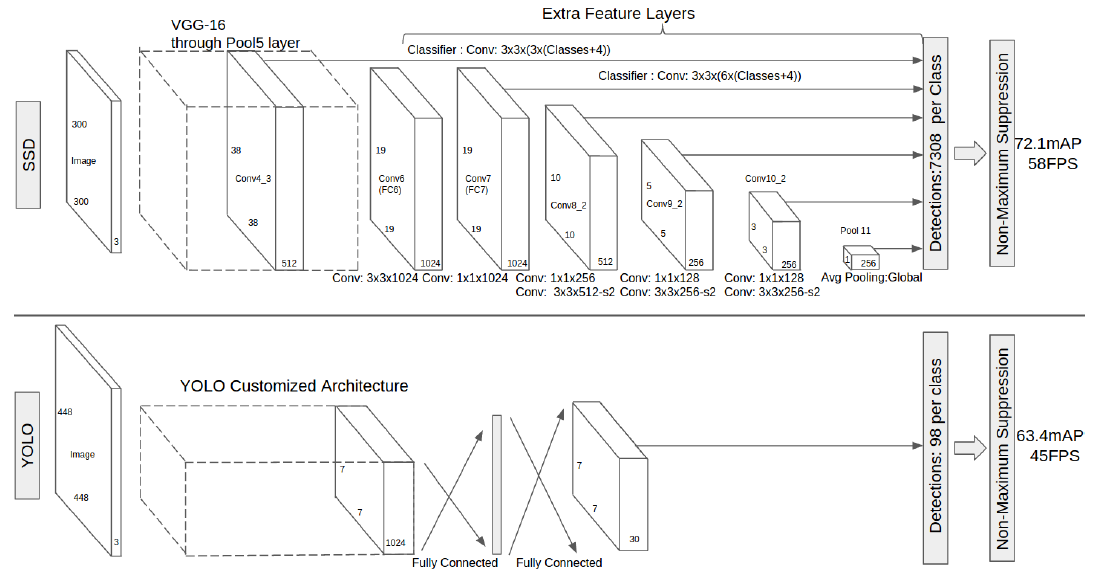 Extra Feature Layers
VGG-16
through Pool5 layer
Classifier : Conv: 3x3x(3x(Classes+4))
Classifier : Conv: 3x3x(6x(Classes+4))
SSD
300
Image
300
3
38
Conv4_3
38
512
19
Conv6
(FC6)
19
1024
19
Conv7
(FC7)
19
1024
10
Conv8_2
10
512
5
Conv9_2
5
256
Conv10_2
3
3
256
Pool 11
1
256
Conv: 3x3x1024
Conv: 1x1x1024
Conv: 1x1x256
Conv: 3x3x512-s2
Conv: 1x1x128
Conv: 3x3x256-s2
Conv: 1x1x128
Conv: 3x3x256-s2
Avg Pooling:Global
Detections:7308 per Class
Non-Maximum Suppression
72.1mAP
58FPS
YOLO
448
Image
448
3
YOLO Customized Architecture
7
7
1024
Fully Connected
Fully Connected
7
7
30
Detections: 98 per class
Non-Maximum Suppression
63.4mAP
45FPS